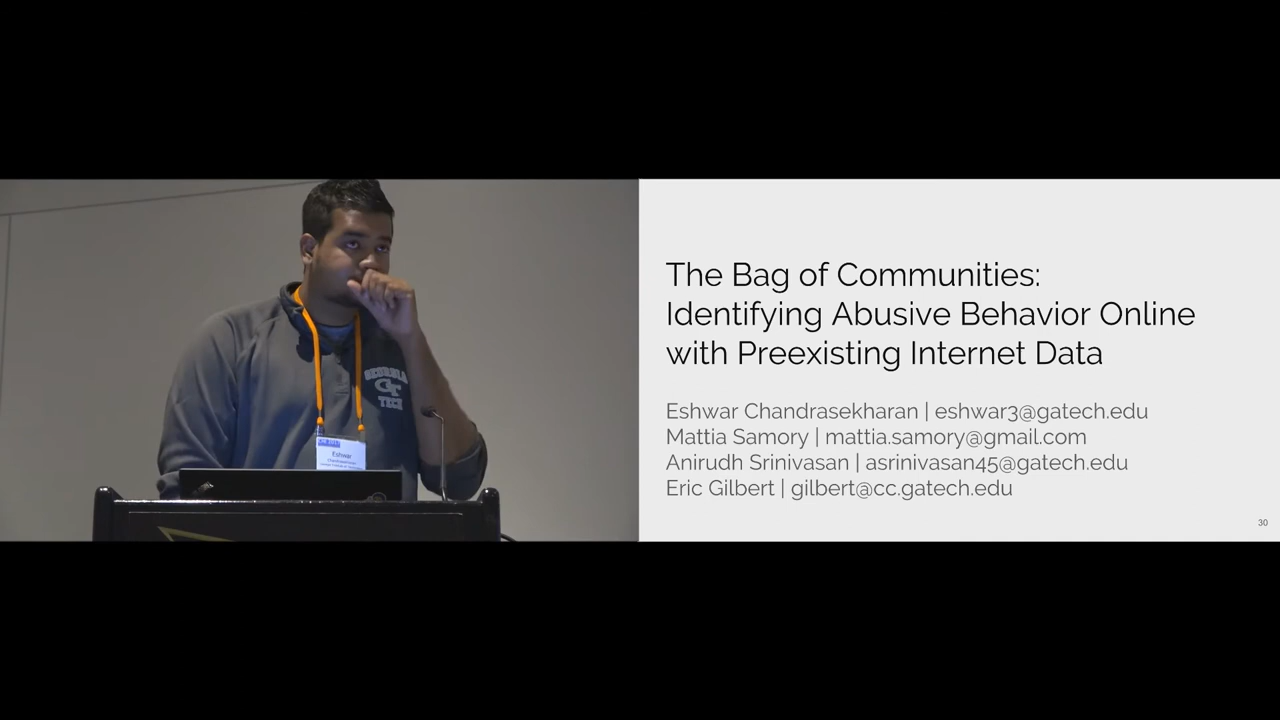 GEORGIA
GT
TECH
Eshwar
Chandrasekharan
The Bag of Communities:
Identifying Abusive Behavior Online
with Preexisting Internet Data
Eshwar Chandrasekharan | eshwar3@gatech.edu
Mattia Samory | mattia.samory@gmail.com
Anirudh Srinivasan | asrinivasan45@gatech.edu
Eric Gilbert | gilbert@cc.gatech.edu
30